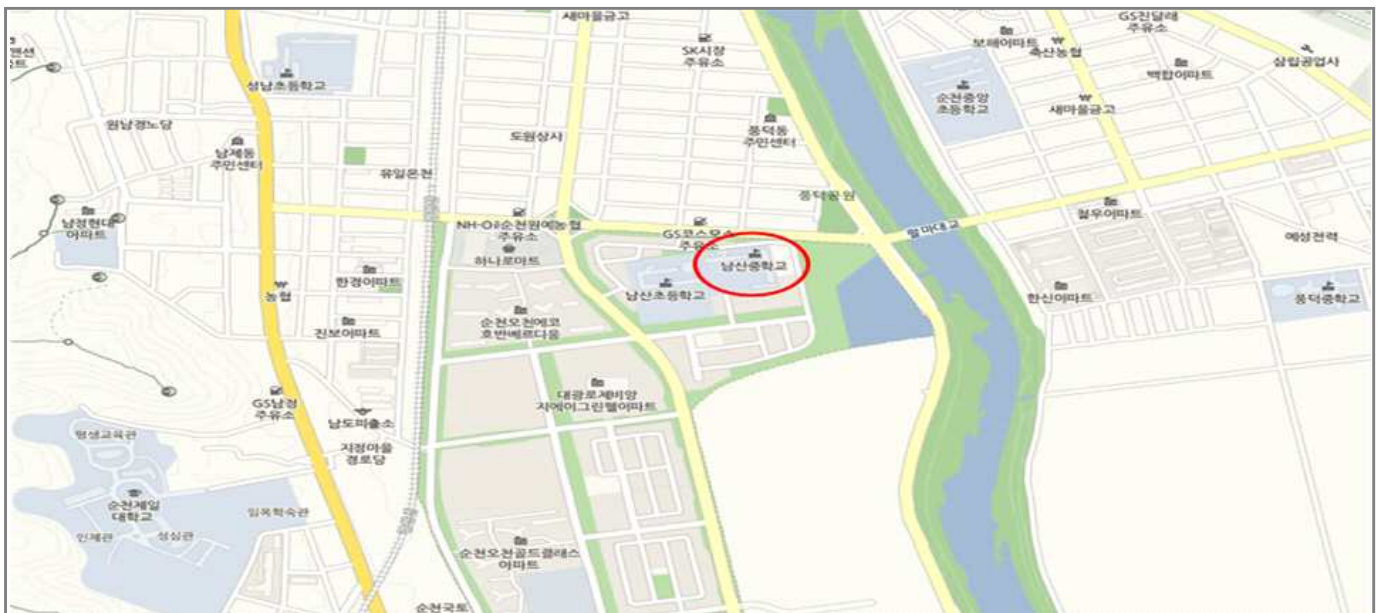 새마을금고
GS진달래
주유소
SK시장
주유소
보해아파트
축산농협
삼립공업사
백합아파트
성남초등학교
순천중앙
초등학교
새마을금고
원남경노당
도원상사
풍덕동
주민센터
남제동
주민센터
유일온천
풍덕공원
남정현대
아파트
NH-Oil순천원예농협
주유소
GS코스모스
주유소
팔마대교
철우아파트
예성전력
하나로마트
남산중학교
한경아파트
농협
남산초등학교
한신아파트
풍덕중학교
진보아파트
순천오천에코
호반베르디움
대광로제비앙
지에이그린웰아파트
GS남정
주유소
남도파출소
평생교육관
지정마을
경로당
순천제일
대학교
임옥학숙관
인제관
성심관
순천오천골드클래스
아파트
순천국토